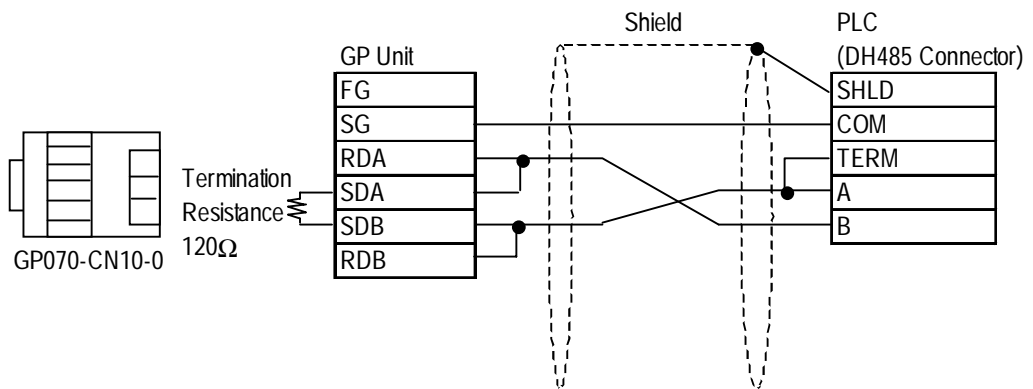 Shield
PLC
(DH485 Connector)
GP Unit
FG
SG
RDA
SDA
SDB
RDB
SHLD
COM
TERM
A
B
Termination
Resistance
120Ω
GP070-CN10-0